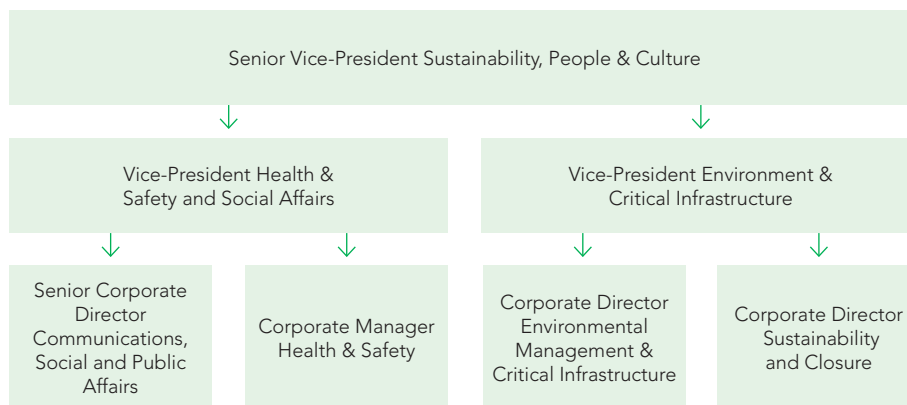 Senior Vice-President Sustainability, People & Culture
Vice-President Health &
Safety and Social Affairs
Vice-President Environment &
Critical Infrastructure
Senior Corporate
Director
Communications,
Social and Public
Affairs
Corporate Manager
Health & Safety
Corporate Director
Environmental
Management &
Critical Infrastructure
Corporate Director
Sustainability
and Closure